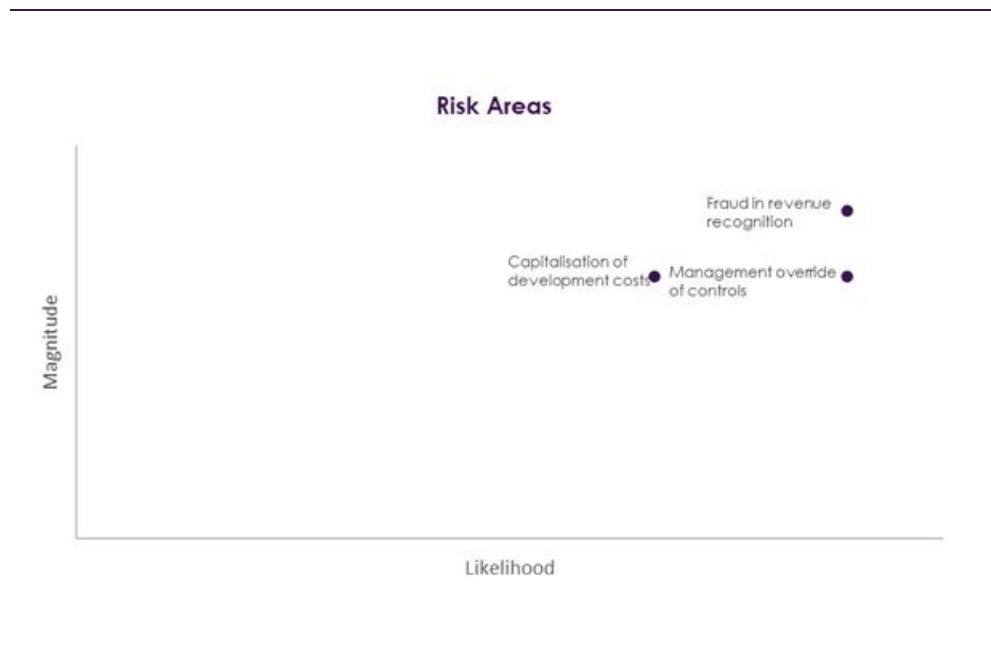 Risk Areas
Fraud in revenue
recognition
Capitalisation of
development costs
Management override
of controls
Magnitude
Likelihood